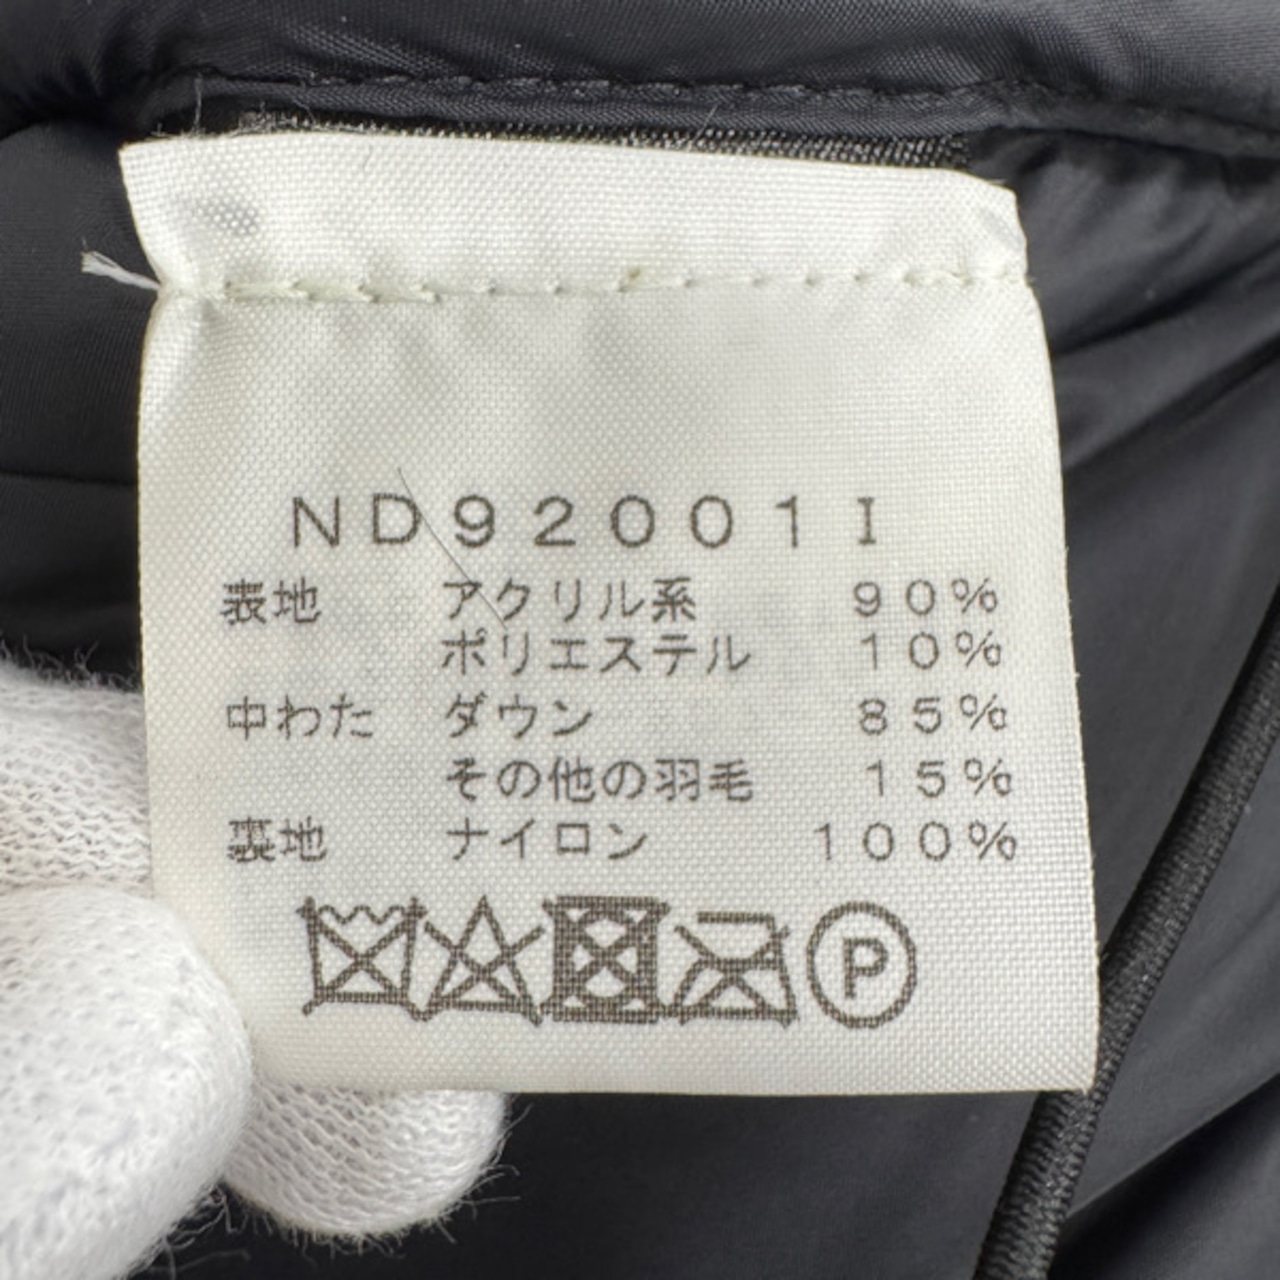 ND92001I
表地 アクリル系 90%
ポリエステル 10%
中わた ダウン 85%
その他の羽毛 15%
裏地 ナイロン 100%
P